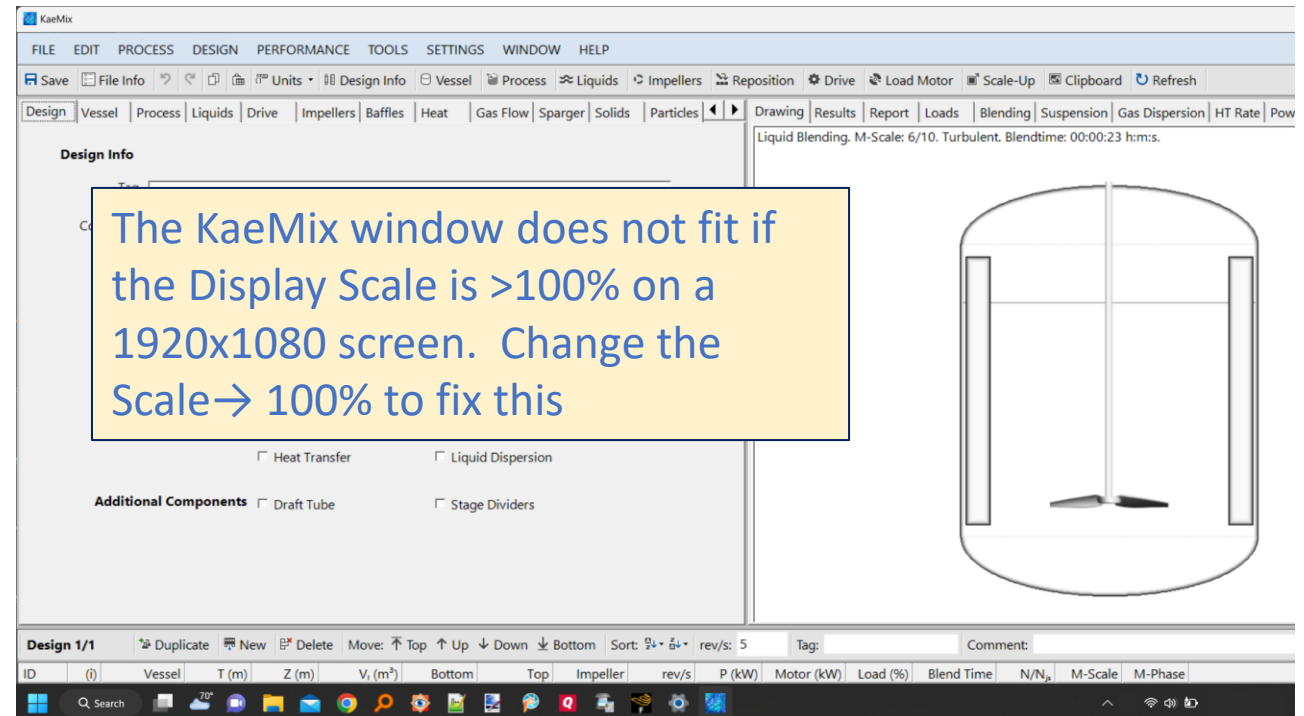 KaeMix
FILE EDIT PROCESS DESIGN PERFORMANCE TOOLS SETTINGS WINDOW HELP
Save File Info Units Design Info Vessel Process Liquids Impellers Reposition Drive Load Motor Scale-Up Clipboard Refresh
Design Vessel Process Liquids Drive Impellers Baffles Heat Gas Flow Sparger Solids Particles Drawing Results Report Loads Blending Suspension Gas Dispersion HT Rate Pow
Liquid Blending. M-Scale: 6/10. Turbulent. Blendtime: 00:00:23 h:m:s.
Design Info
The KaeMix window does not fit if
the Display Scale is >100% on a
1920x1080 screen. Change the
Scale→ 100% to fix this
Heat Transfer Liquid Dispersion
Additional Components Draft Tube Stage Dividers
Design 1/1 Duplicate New Delete Move: Top Up Down Bottom Sort: rev/s: 5 Tag: Comment:
ID (i) Vessel T (m) Z (m) Vₗ (m³) Bottom Top Impeller rev/s P (kW) Motor (kW) Load (%) Blend Time N/Nⱼₛ M-Scale M-Phase
Search 70°